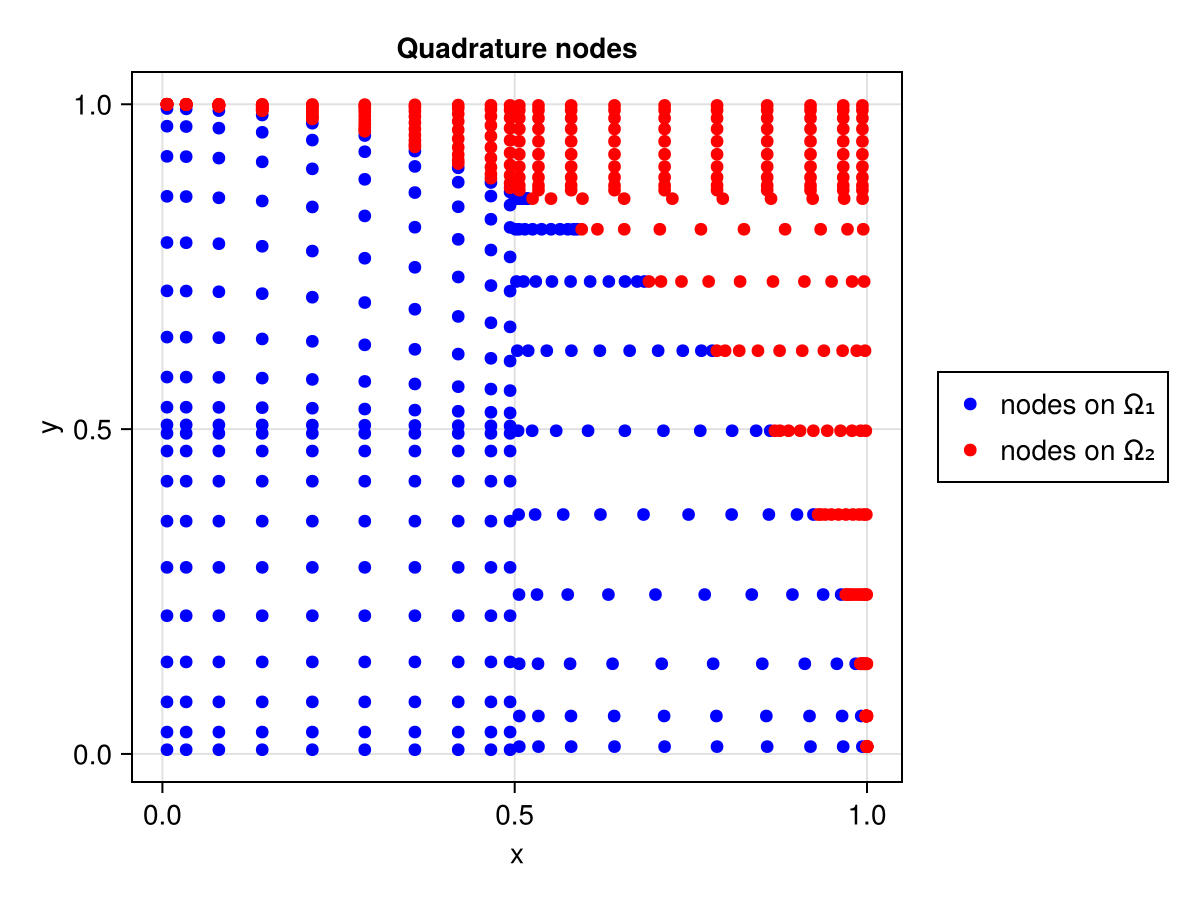 Quadrature nodes
1.0
0.5
0.0
y
0.0 0.5 1.0
x
nodes on Ω₁
nodes on Ω₂